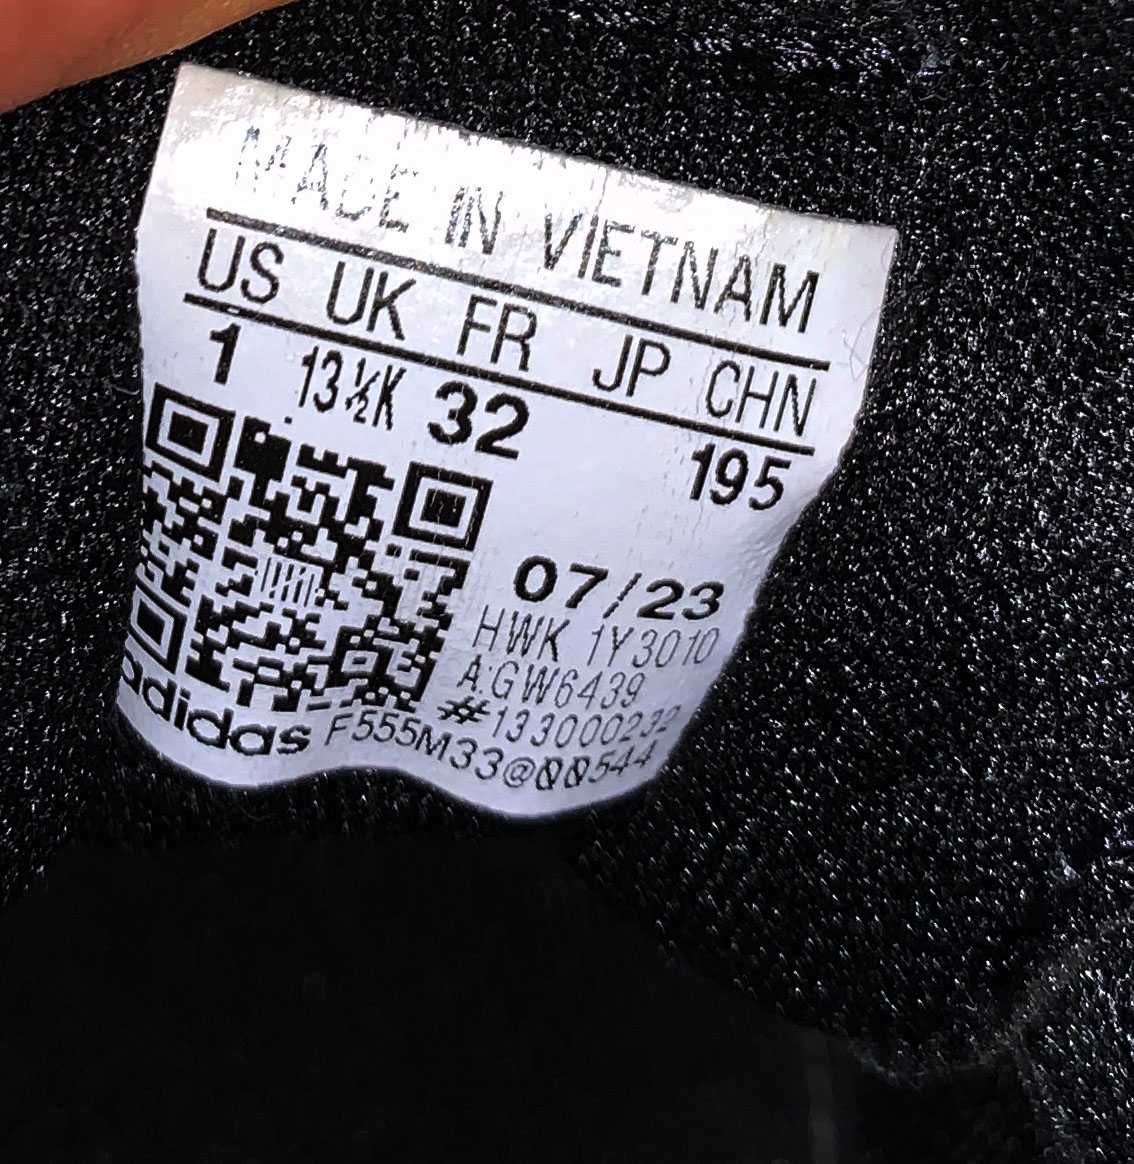 MADE IN VIETNAM
US UK FR JP CHN
1 13½K 32 195
07/23
HWK 1Y3010
A:GW6439
#133000232
adidas F555M33@00544